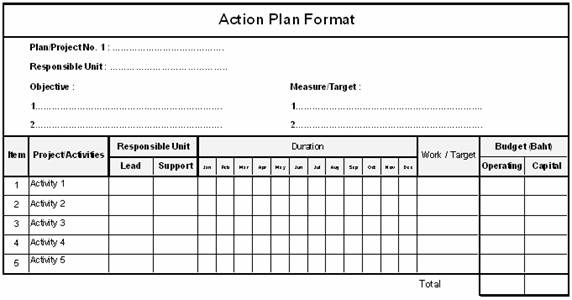 Action Plan Format
Plan/Project No. 1 : ........................................
Responsible Unit : ..........................................
Objective :    Measure/Target :
1....................................................................    1....................................................................
2....................................................................    2....................................................................
Item    Project/Activities    Responsible Unit    Duration    Work / Target    Budget (Baht)
Lead    Support    Jan    Feb    Mar    Apr    May    Jun    Jul    Aug    Sep    Oct    Nov    Dec    Operating    Capital
1    Activity 1
2    Activity 2
3    Activity 3
4    Activity 4
5    Activity 5
Total